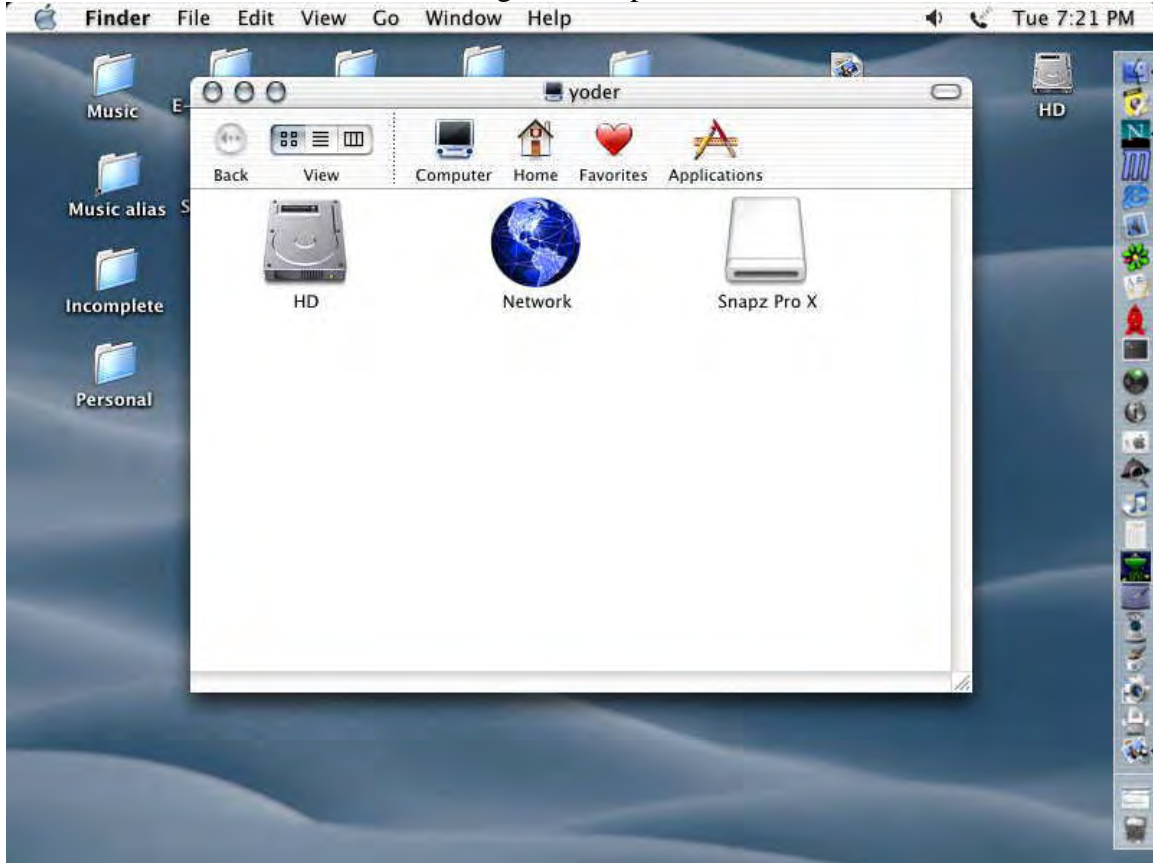 Finder File Edit View Go Window Help Tue 7:21 PM
yoder
Music E- HD
Back View Computer Home Favorites Applications
Music alias S
HD Network Snapz Pro X
Incomplete
Personal